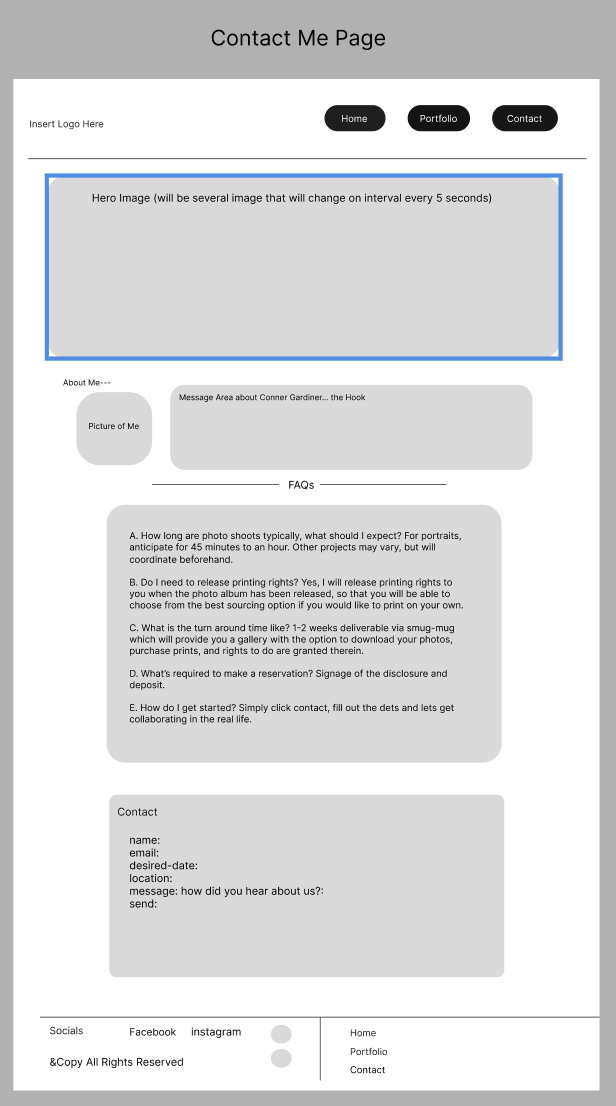 Contact Me Page
Insert Logo Here
Home
Portfolio
Contact
Hero Image (will be several image that will change on interval every 5 seconds)
About Me---
Picture of Me
Message Area about Conner Gardiner... the Hook
FAQs
A. How long are photo shoots typically, what should I expect? For portraits,
anticipate for 45 minutes to an hour. Other projects may vary, but will
coordinate beforehand.
B. Do I need to release printing rights? Yes, I will release printing rights to
you when the photo album has been released, so that you will be able to
choose from the best sourcing option if you would like to print on your own.
C. What is the turn around time like? 1-2 weeks deliverable via smug-mug
which will provide you a gallery with the option to download your photos,
purchase prints, and rights to do are granted therein.
D. What's required to make a reservation? Signage of the disclosure and
deposit.
E. How do I get started? Simply click contact, fill out the dets and lets get
collaborating in the real life.
Contact
name:
email:
desired-date:
location:
message: how did you hear about us?:
send:
Socials
Facebook
instagram
&Copy All Rights Reserved
Home
Portfolio
Contact